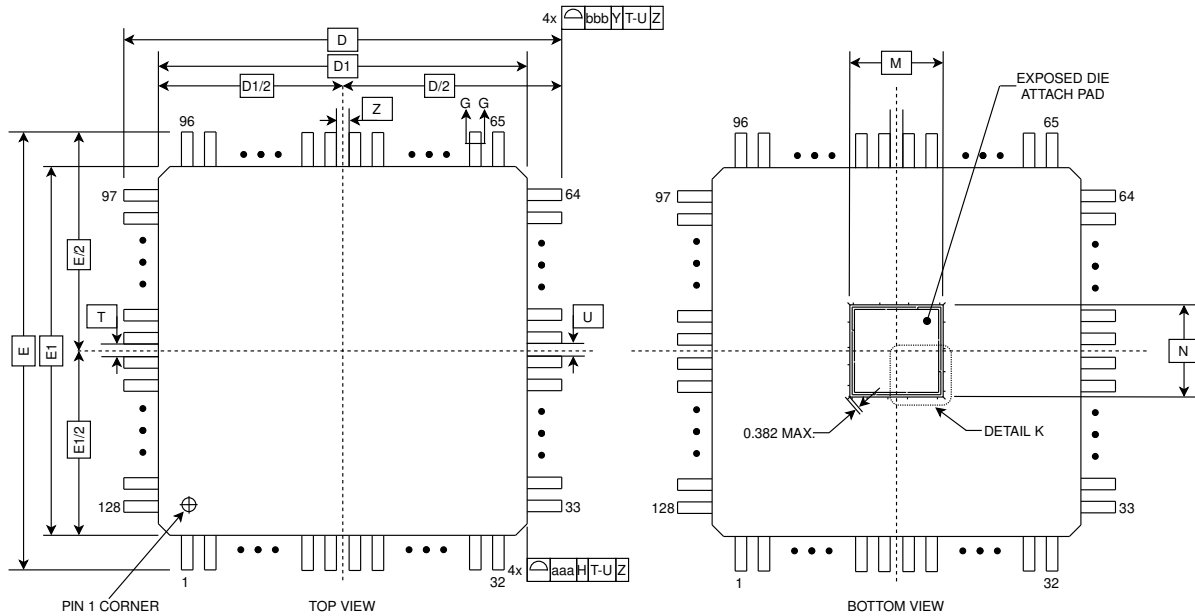 4x bbb Y T-U Z
D
D1
D1/2 D/2
Z
G G
96 65
97 64
E/2
T U
E E1
E1/2
128 33
1 32
4x aaa H T-U Z
PIN 1 CORNER
TOP VIEW
M
EXPOSED DIE
ATTACH PAD
96 65
97 64
N
0.382 MAX.
DETAIL K
128 33
1 32
BOTTOM VIEW